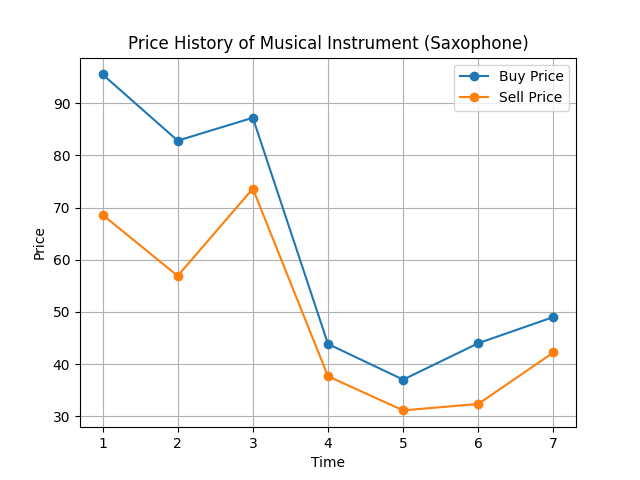 Price History of Musical Instrument (Saxophone)
Buy Price
Sell Price
90
80
70
60
50
40
30
Price
1 2 3 4 5 6 7
Time